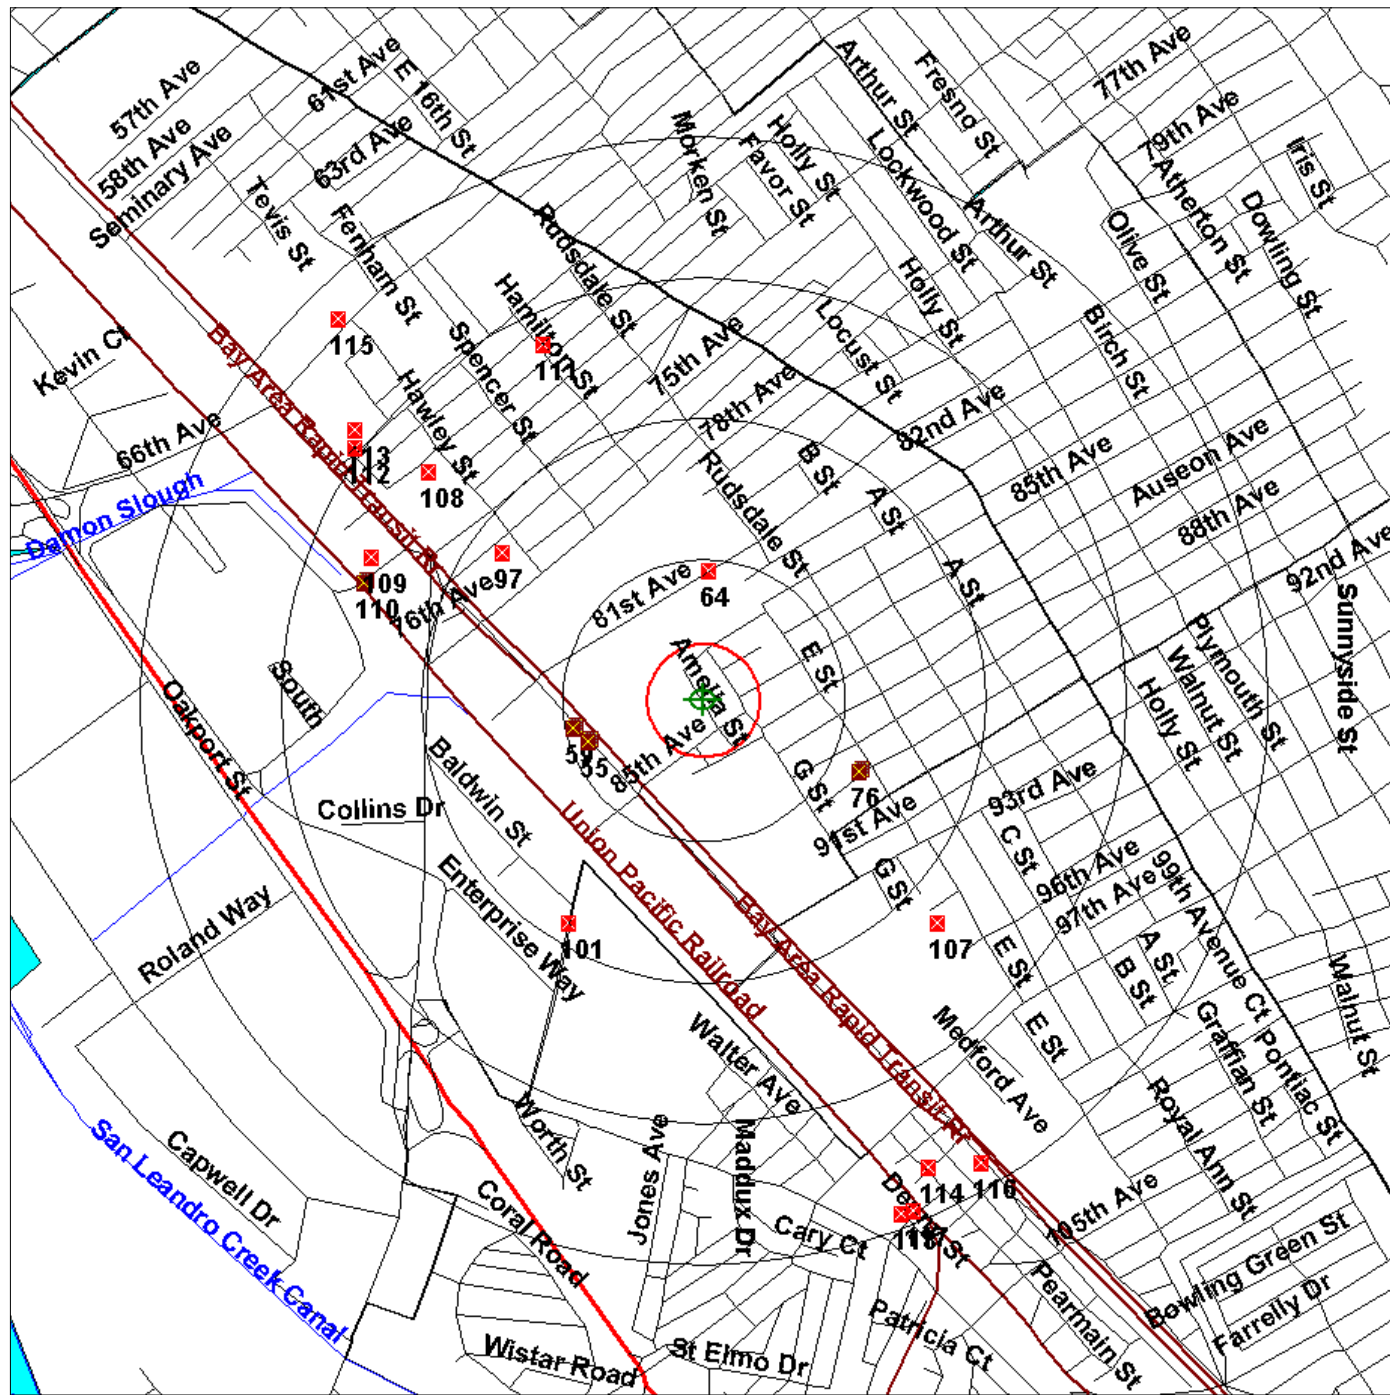 57th Ave
61st Ave
E 16th St
58th Ave
63rd Ave
Seminary Ave
Tevis St
Fenham St
Rudsdale St
Morken St
Favor St
Holly St
Arthur St
Fresno St
Lockwood St
77th Ave
79th Ave
Iris St
Atherton St
Dowling St
Olive St
Arthur St
Holly St
Birch St
Locust St
Kevin Ct
115
Hamilton St
111
Spencer St
75th Ave
78th Ave
82nd Ave
Bay Area Rapid Transit Rr
Hawley St
66th Ave
113
112
108
Damon Slough
Rudsdale St
B St
A St
A St
85th Ave
Auseon Ave
88th Ave
92nd Ave
Sunnyside St
109
110
97
81st Ave
64
Amelia St
E St
Plymouth St
Walnut St
Holly St
South
Oakport St
85th Ave
G St
76
91st Ave
93rd Ave
Baldwin St
Collins Dr
Union Pacific Railroad
G St
C St
96th Ave
97th Ave
99th Avenue Ct
Enterprise Way
Roland Way
101
Bay Area Rapid Transit Rr
107
E St
A St
B St
E St
Graffian St
Pontiac St
Walnut St
Medford Ave
Walter Ave
Worth St
Jones Ave
Maddux Dr
Royal Ann St
San Leandro Creek Canal
Capwell Dr
Coral Road
114
116
105th Ave
Cary Ct
Bowling Green St
Farrelly Dr
Pearmain St
Patricia Ct
Wistar Road
St Elmo Dr